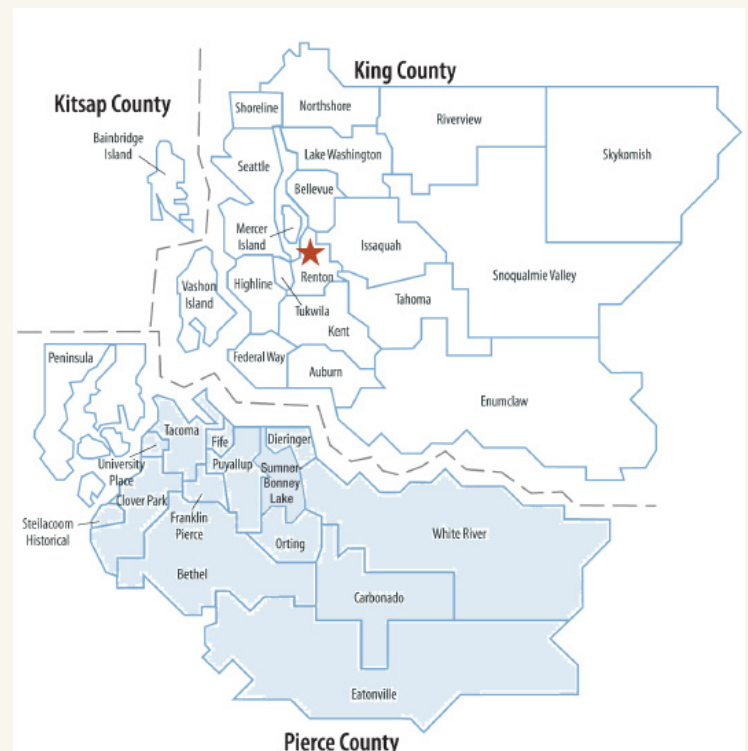 King County
Kitsap County
Shoreline
Northshore
Riverview
Skykomish
Bainbridge
Island
Seattle
Lake Washington
Bellevue
Mercer
Island
Issaquah
Renton
Snoqualmie Valley
Vashon
Island
Highline
Tukwila
Tahoma
Kent
Federal Way
Auburn
Enumclaw
Peninsula
Tacoma
Fife
Dieringer
University
Place
Puyallup
Sumner-
Bonney
Lake
Clover Park
Steilacoom
Historical
Franklin
Pierce
Orting
White River
Bethel
Carbonado
Eatonville
Pierce County